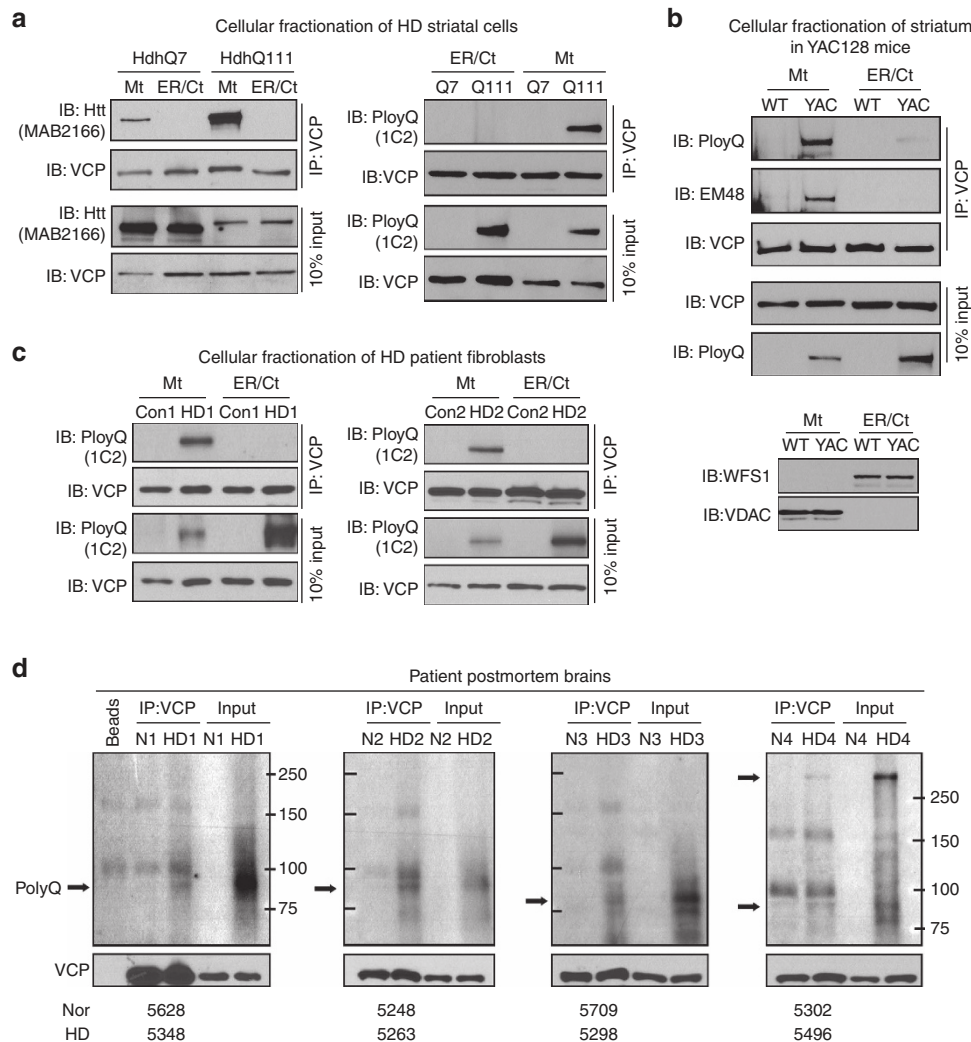 a
Cellular fractionation of HD striatal cells
HdhQ7 HdhQ111
Mt ER/Ct Mt ER/Ct
IB: Htt
(MAB2166)
IB: VCP
IP: VCP
IB: Htt
(MAB2166)
IB: VCP
10% input
ER/Ct Mt
Q7 Q111 Q7 Q111
IB: PloyQ
(1C2)
IB:VCP
IP: VCP
IB: PloyQ
(1C2)
IB: VCP
10% input
b
Cellular fractionation of striatum
in YAC128 mice
Mt ER/Ct
WT YAC WT YAC
IB: PloyQ
IB: EM48
IB: VCP
IP: VCP
IB: VCP
IB: PloyQ
10% input
Mt ER/Ct
WT YAC WT YAC
IB:WFS1
IB:VDAC
c
Cellular fractionation of HD patient fibroblasts
Mt ER/Ct
Con1 HD1 Con1 HD1
IB: PloyQ
(1C2)
IB: VCP
IP: VCP
IB: PloyQ
(1C2)
IB: VCP
10% input
Mt ER/Ct
Con2 HD2 Con2 HD2
IB: PloyQ
(1C2)
IB: VCP
IP: VCP
IB: PloyQ
(1C2)
IB: VCP
10% input
d
Patient postmortem brains
Beads
IP:VCP Input
N1 HD1 N1 HD1
250
150
100
75
PolyQ
VCP
IP:VCP Input
N2 HD2 N2 HD2
IP:VCP Input
N3 HD3 N3 HD3
IP:VCP Input
N4 HD4 N4 HD4
250
150
100
75
Nor 5628 5248 5709 5302
HD 5348 5263 5298 5496